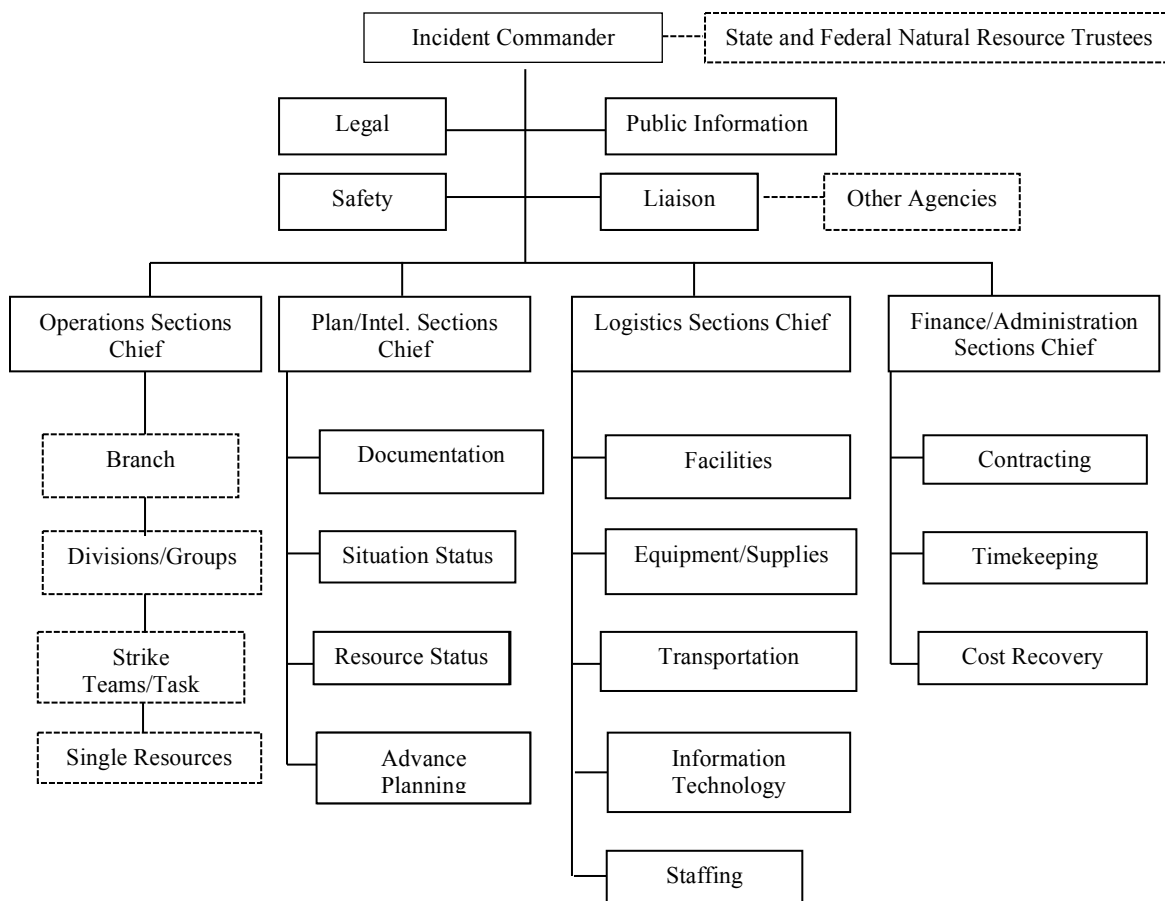 Incident Commander
State and Federal Natural Resource Trustees
Legal
Public Information
Safety
Liaison
Other Agencies
Operations Sections
Chief
Plan/Intel. Sections
Chief
Logistics Sections Chief
Finance/Administration
Sections Chief
Branch
Documentation
Facilities
Contracting
Divisions/Groups
Situation Status
Equipment/Supplies
Timekeeping
Strike
Teams/Task
Resource Status
Transportation
Cost Recovery
Single Resources
Advance
Planning
Information
Technology
Staffing